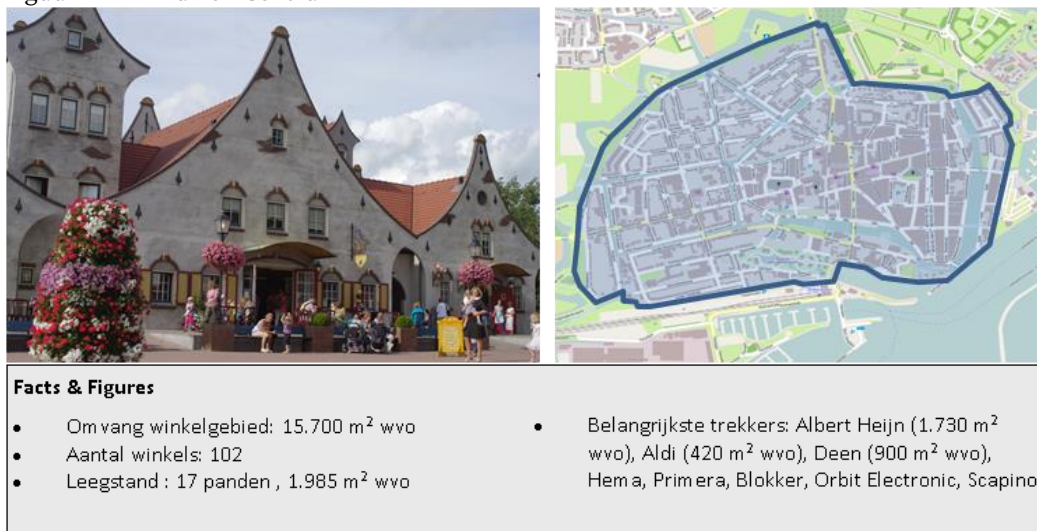 Facts & Figures
• Omvang winkelgebied: 15.700 m² wvo
• Aantal winkels: 102
• Leegstand : 17 panden , 1.985 m² wvo
• Belangrijkste trekkers: Albert Heijn (1.730 m²
wvo), Aldi (420 m² wvo), Deen (900 m² wvo),
Hema, Primera, Blokker, Orbit Electronic, Scapino